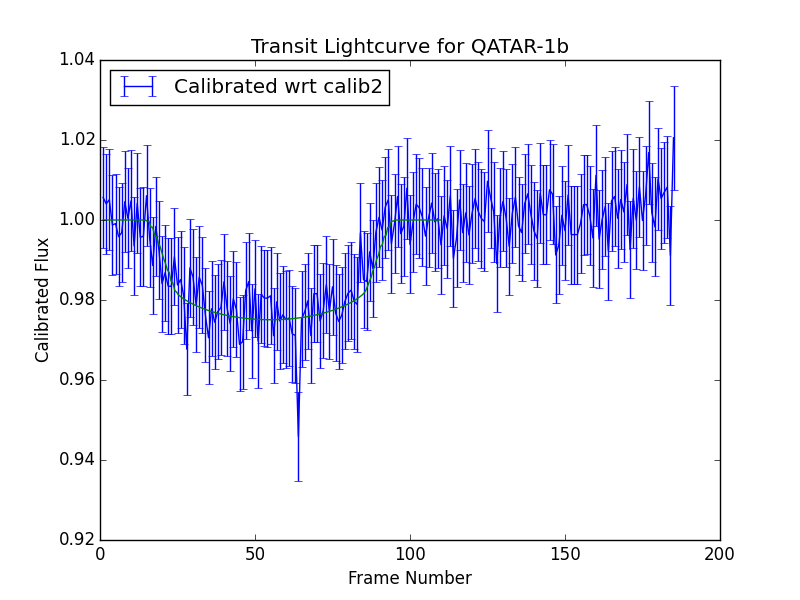 Transit Lightcurve for QATAR-1b
1.04
Calibrated wrt calib2
1.02
1.00
0.98
0.96
0.94
0.92
Calibrated Flux
0 50 100 150 200
Frame Number